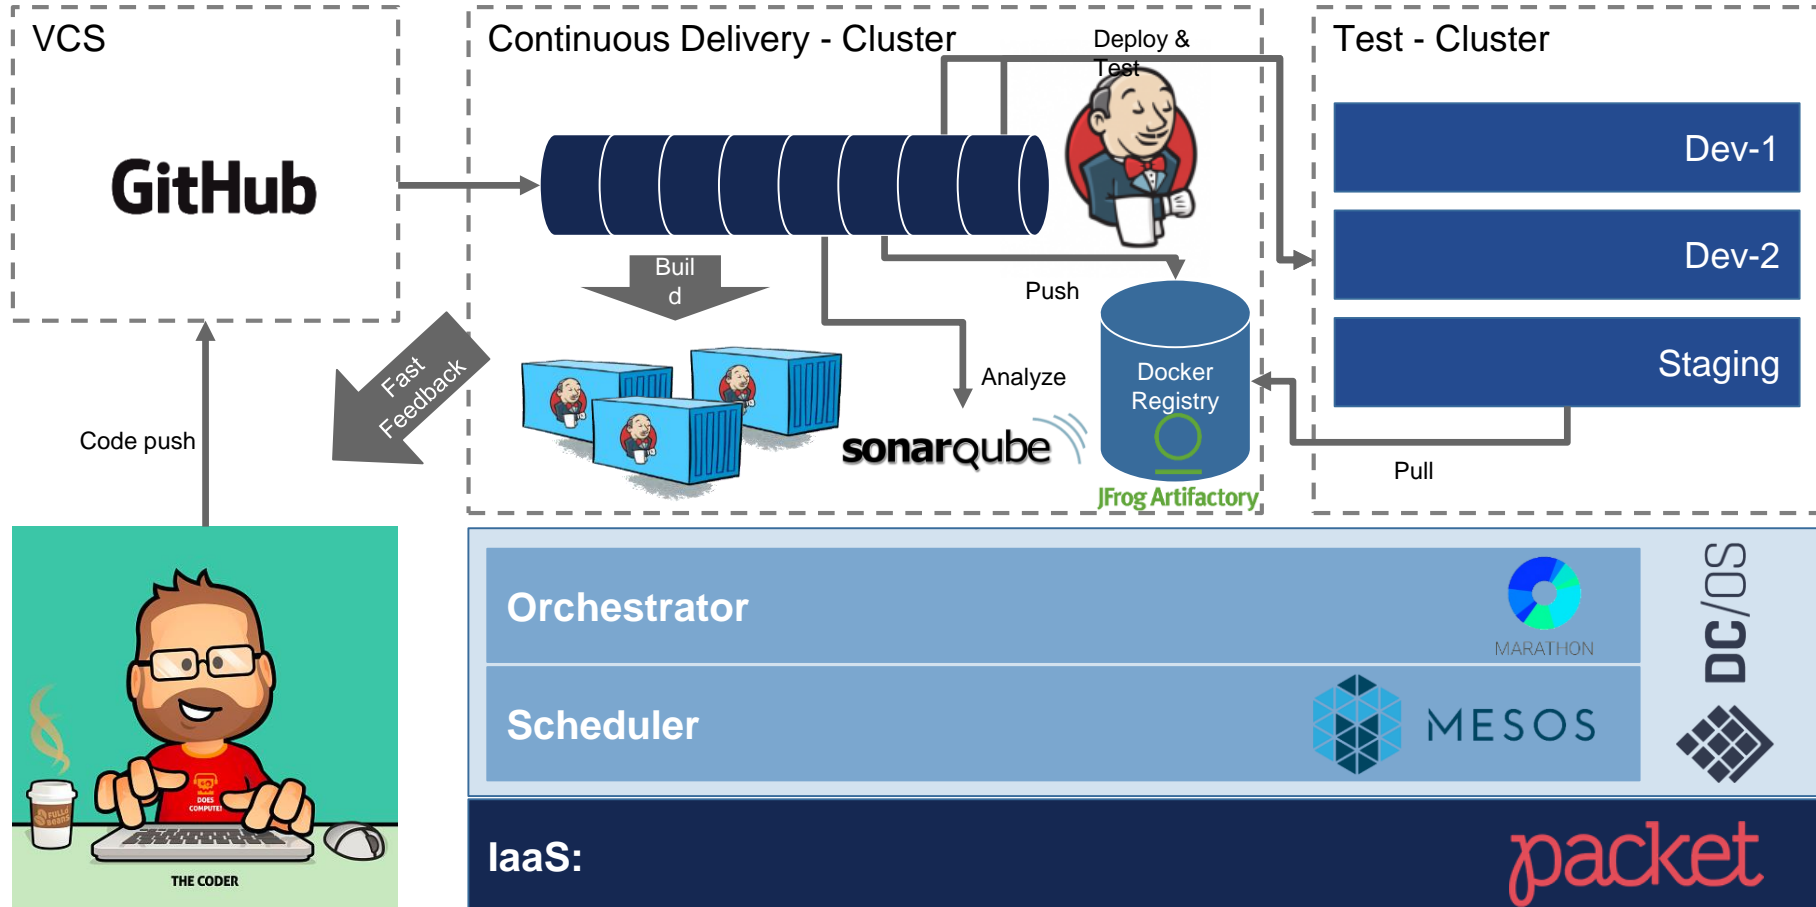 VCS
GitHub
Code push
Fast
Feedback
Continuous Delivery - Cluster
Deploy &
Test
Buil
d
Push
Analyze
sonarqube
Docker
Registry
JFrog Artifactory
Test - Cluster
Dev-1
Dev-2
Staging
Pull
DOES
COMPUTE!
FULLO
BEANS
THE CODER
Orchestrator
MARATHON
Scheduler
MESOS
DC/OS
IaaS:
packet